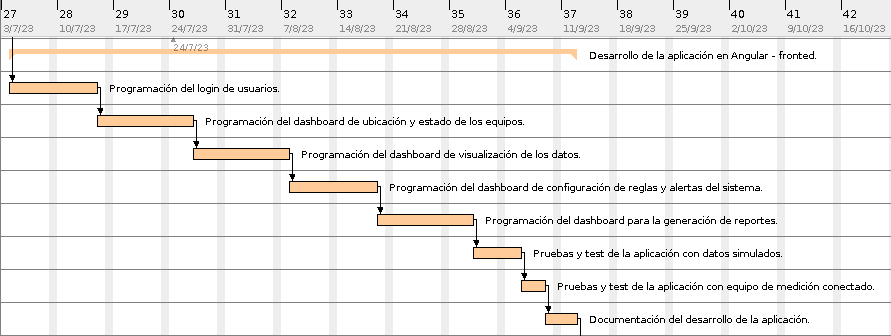 27 28 29 30 31 32 33 34 35 36 37 38 39 40 41 42
3/7/23 10/7/23 17/7/23 24/7/23 31/7/23 7/8/23 14/8/23 21/8/23 28/8/23 4/9/23 11/9/23 18/9/23 25/9/23 2/10/23 9/10/23 16/10/23
24/7/23
Desarrollo de la aplicación en Angular - fronted.
Programación del login de usuarios.
Programación del dashboard de ubicación y estado de los equipos.
Programación del dashboard de visualización de los datos.
Programación del dashboard de configuración de reglas y alertas del sistema.
Programación del dashboard para la generación de reportes.
Pruebas y test de la aplicación con datos simulados.
Pruebas y test de la aplicación con equipo de medición conectado.
Documentación del desarrollo de la aplicación.